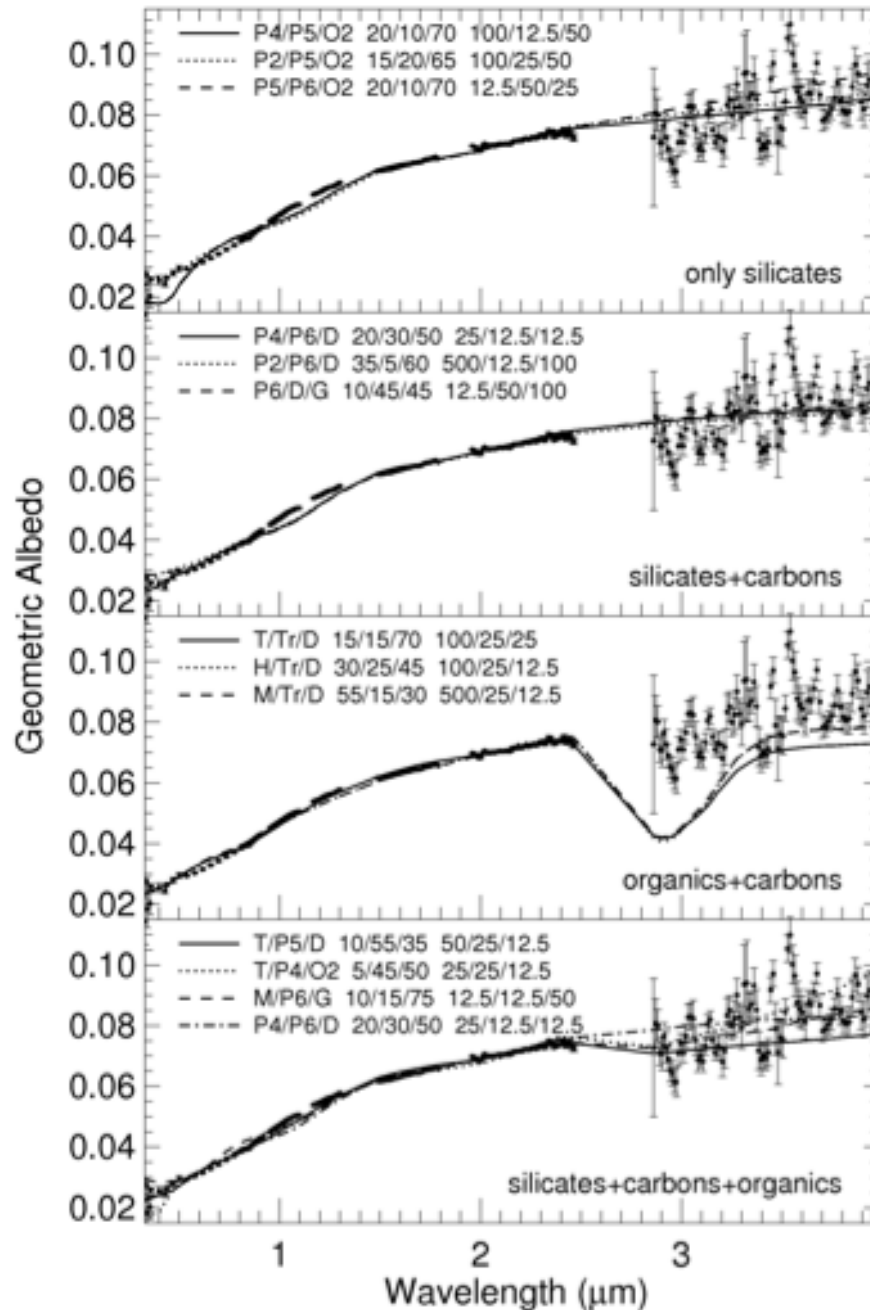 P4/P5/O2 20/10/70 100/12.5/50
P2/P5/O2 15/20/65 100/25/50
P5/P6/O2 20/10/70 12.5/50/25
0.10
0.08
0.06
0.04
0.02
only silicates
P4/P6/D 20/30/50 25/12.5/12.5
P2/P6/D 35/5/60 500/12.5/100
P6/D/G 10/45/45 12.5/50/100
0.10
0.08
0.06
0.04
0.02
silicates+carbons
Geometric Albedo
T/Tr/D 15/15/70 100/25/25
H/Tr/D 30/25/45 100/25/12.5
M/Tr/D 55/15/30 500/25/12.5
0.10
0.08
0.06
0.04
0.02
organics+carbons
T/P5/D 10/55/35 50/25/12.5
T/P4/O2 5/45/50 25/25/12.5
M/P6/G 10/15/75 12.5/12.5/50
P4/P6/D 20/30/50 25/12.5/12.5
0.10
0.08
0.06
0.04
0.02
silicates+carbons+organics
1 2 3
Wavelength (μm)